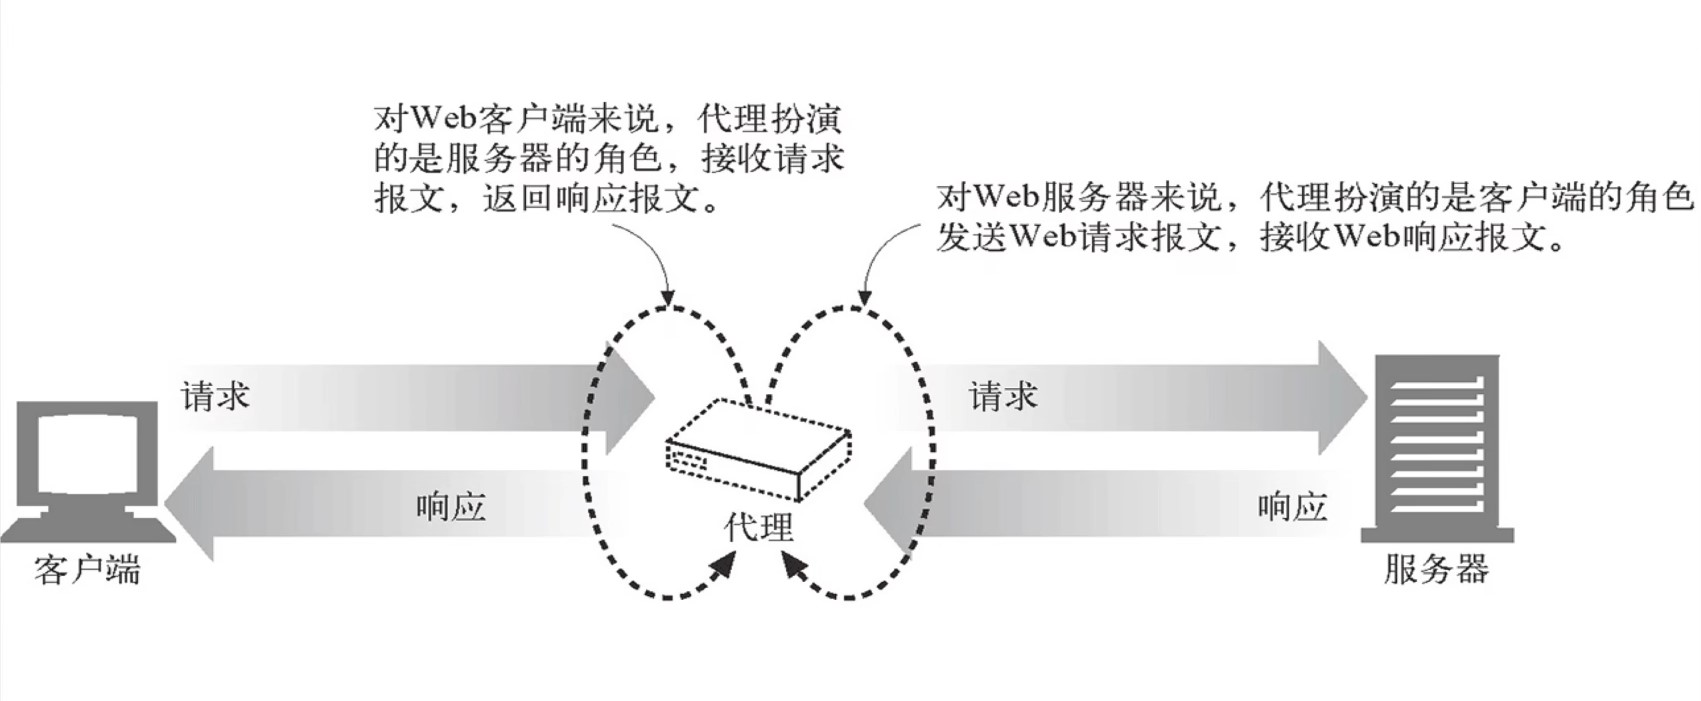 对Web客户端来说，代理扮演
的是服务器的角色，接收请求
报文，返回响应报文。
对Web服务器来说，代理扮演的是客户端的角色
发送Web请求报文，接收Web响应报文。
请求
请求
响应
响应
代理
客户端
服务器